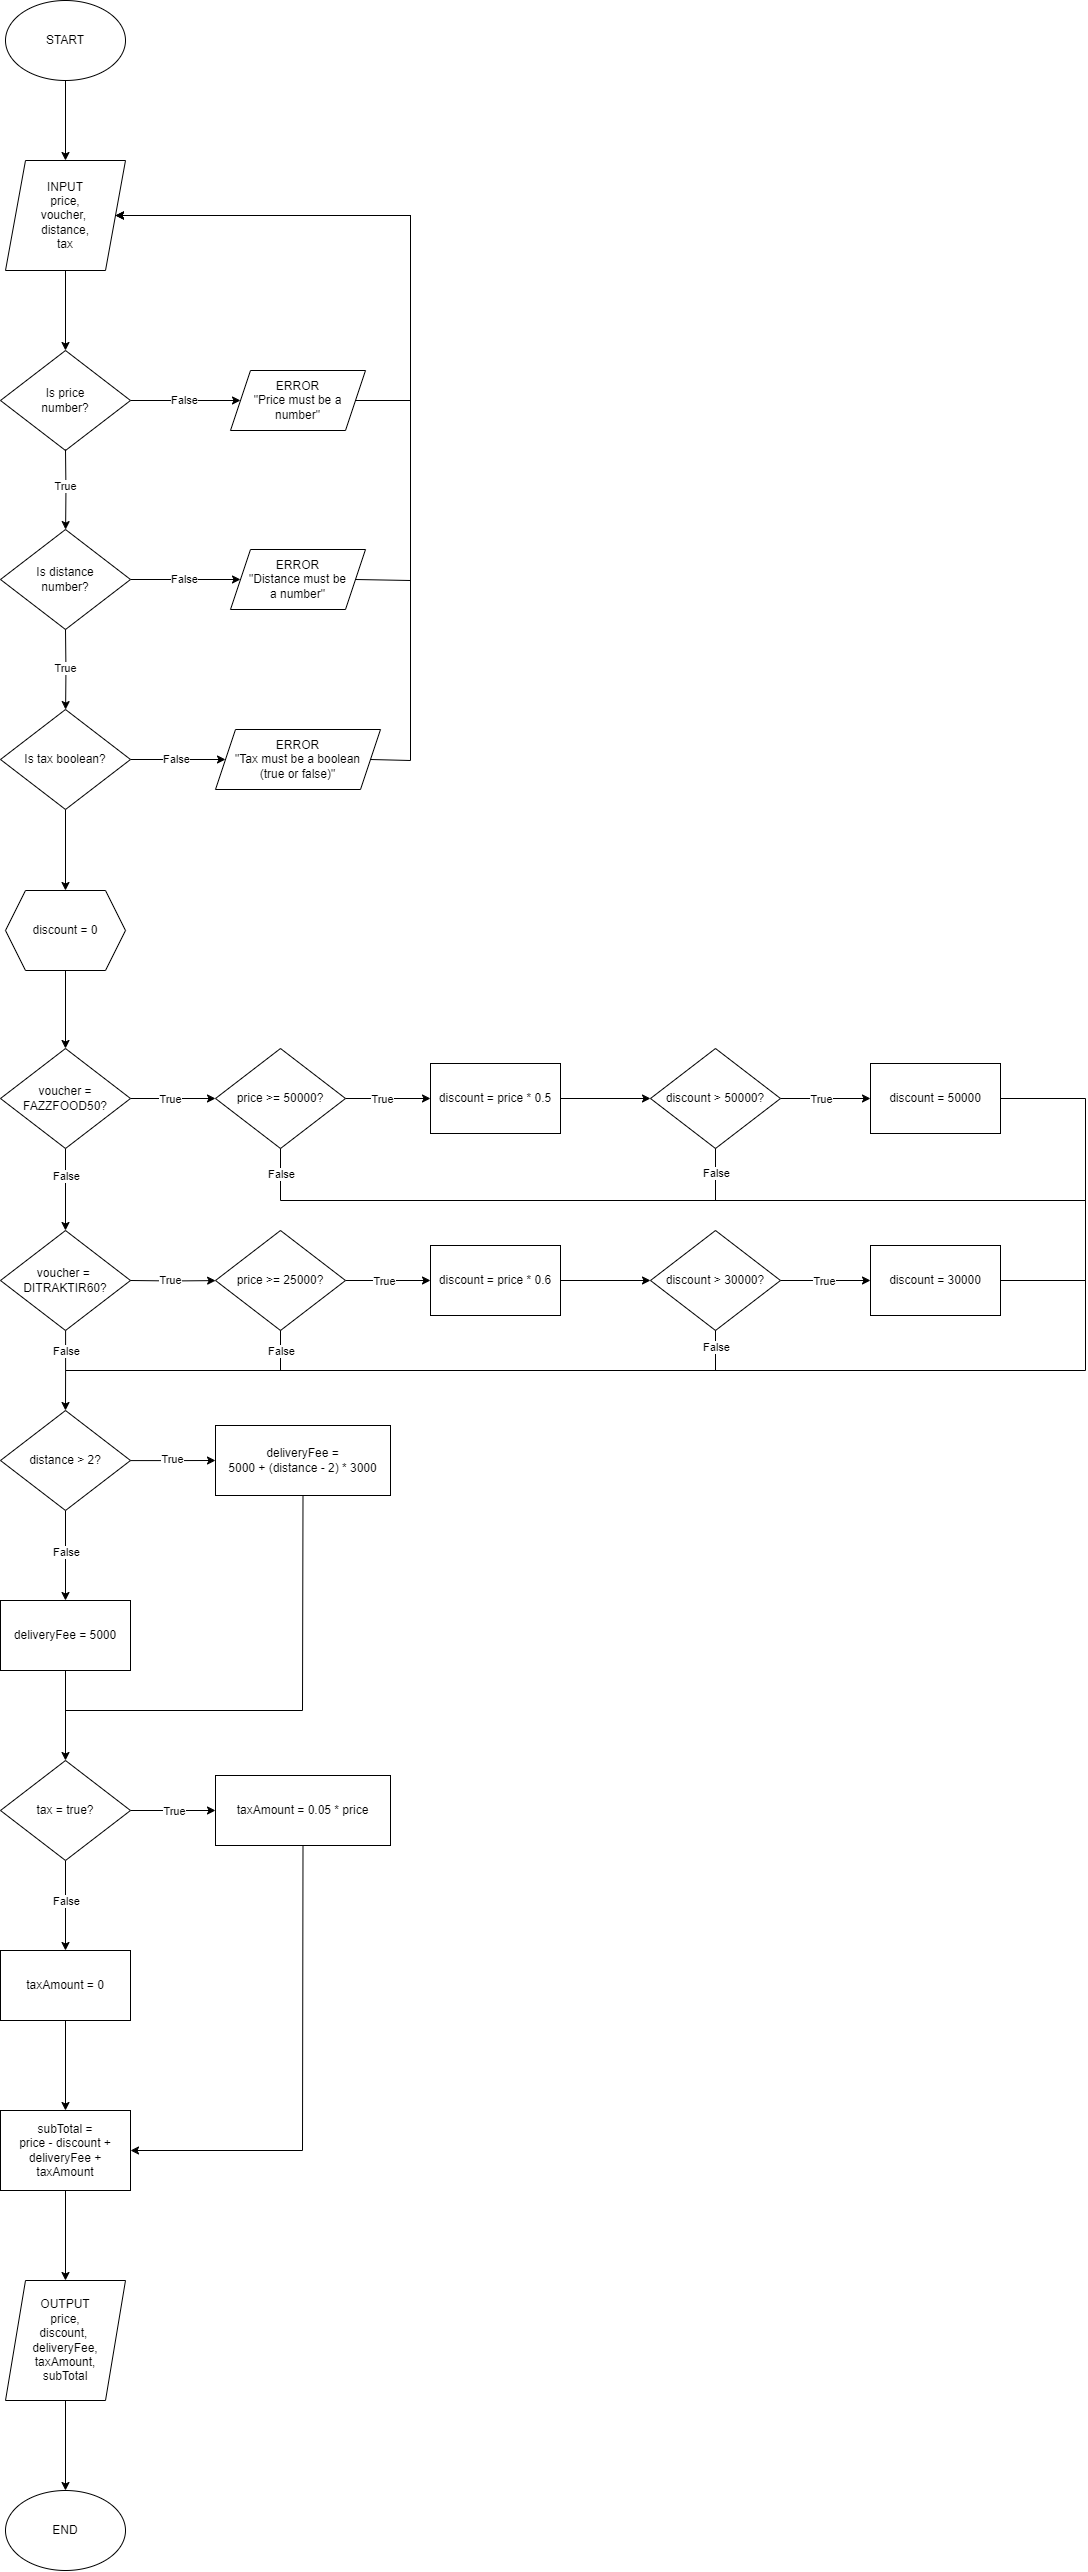 START
INPUT
price,
voucher,
distance,
tax
Is price
number?
False
ERROR
"Price must be a
number"
True
Is distance
number?
False
ERROR
"Distance must be
a number"
True
Is tax boolean?
False
ERROR
"Tax must be a boolean
(true or false)"
discount = 0
voucher =
FAZZFOOD50?
True
price >= 50000?
True
discount = price * 0.5
discount > 50000?
True
discount = 50000
False
False
False
voucher =
DITRAKTIR60?
True
price >= 25000?
True
discount = price * 0.6
discount > 30000?
True
discount = 30000
False
False
False
distance > 2?
True
deliveryFee =
5000 + (distance - 2) * 3000
False
deliveryFee = 5000
tax = true?
True
taxAmount = 0.05 * price
False
taxAmount = 0
subTotal =
price - discount +
deliveryFee +
taxAmount
OUTPUT
price,
discount,
deliveryFee,
taxAmount,
subTotal
END